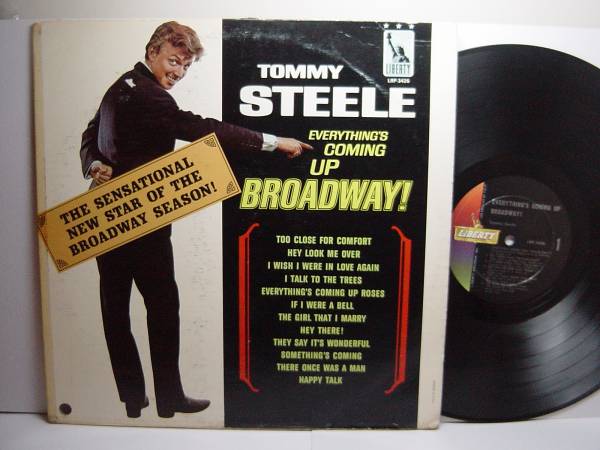 LIBERTY
LRP-3426
TOMMY
STEELE
EVERYTHING'S
COMING
UP
BROADWAY!
THE SENSATIONAL
NEW STAR OF THE
BROADWAY SEASON!
TOO CLOSE FOR COMFORT
HEY LOOK ME OVER
I WISH I WERE IN LOVE AGAIN
I TALK TO THE TREES
EVERYTHING'S COMING UP ROSES
IF I WERE A BELL
THE GIRL THAT I MARRY
HEY THERE!
THEY SAY IT'S WONDERFUL
SOMETHING'S COMING
THERE ONCE WAS A MAN
HAPPY TALK
EVERYTHING'S COMING UP
BROADWAY!
LIBERTY
1